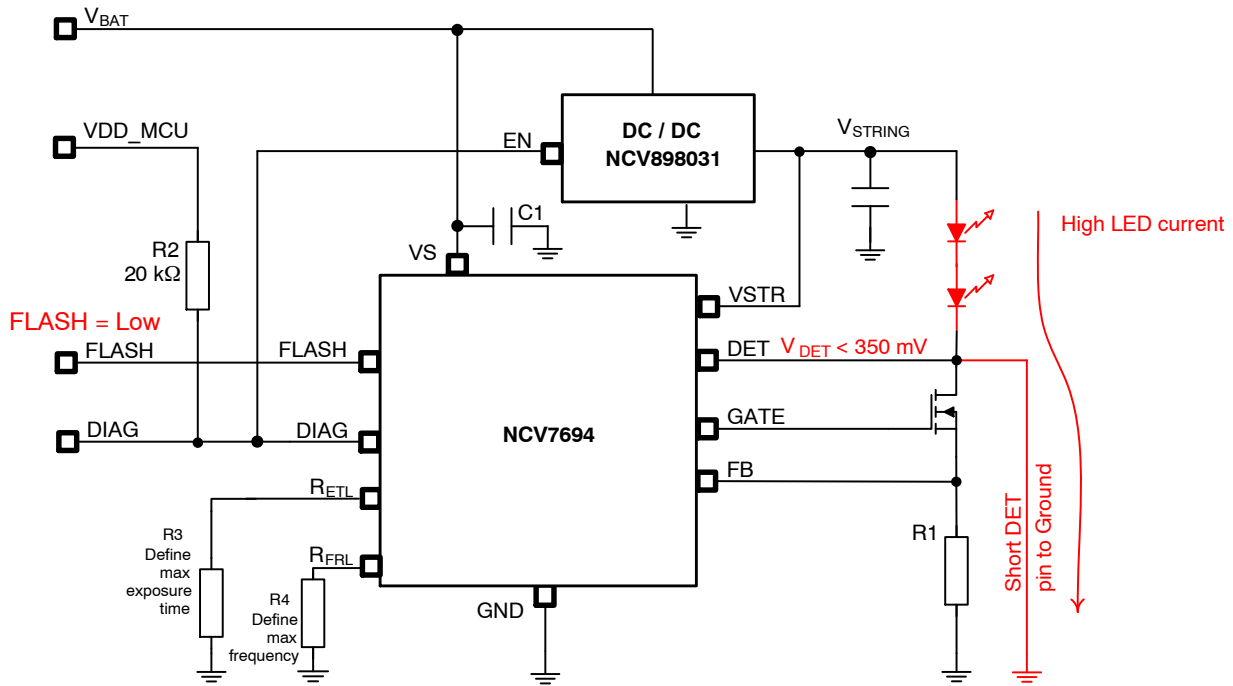 VBAT
VDD_MCU
EN
DC / DC
NCV898031
VSTRING
C1
High LED current
R2
20 kΩ
VS
VSTR
FLASH = Low
FLASH
FLASH
DET
V DET < 350 mV
GATE
DIAG
DIAG
NCV7694
FB
RETL
R3
Define
max
exposure
time
RFRL
R4
Define
max
frequency
GND
R1
Short DET
pin to Ground